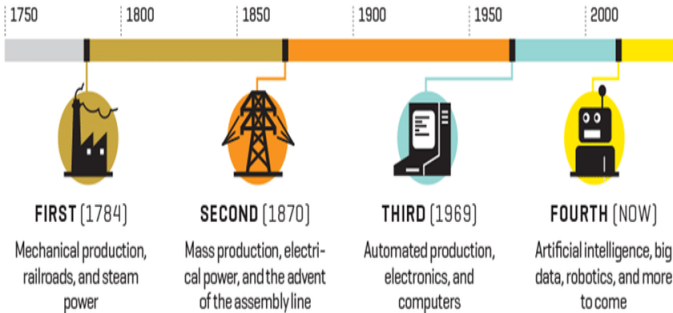 1750
1800
1850
1900
1950
2000
FIRST (1784)
Mechanical production,
railroads, and steam
power
SECOND (1870)
Mass production, electri-
cal power, and the advent
of the assembly line
THIRD (1969)
Automated production,
electronics, and
computers
FOURTH (NOW)
Artificial intelligence, big
data, robotics, and more
to come